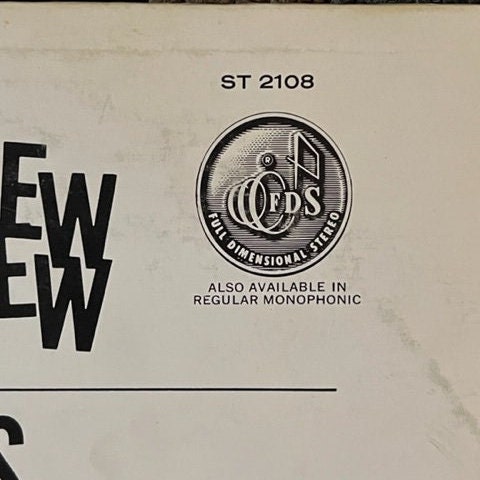 ST 2108
EW
EW
®
FDS
FULL DIMENSIONAL STEREO
ALSO AVAILABLE IN
REGULAR MONOPHONIC
S